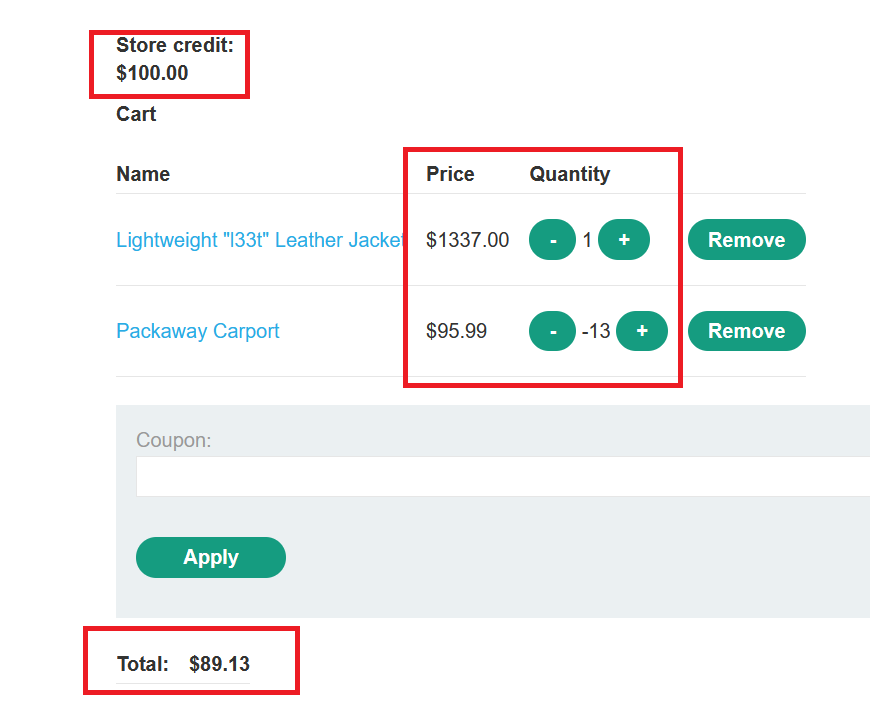 Store credit:
$100.00
Cart
Name Price Quantity
Lightweight "l33t" Leather Jacket $1337.00 - 1 + Remove
Packaway Carport $95.99 - -13 + Remove
Coupon:
Apply
Total: $89.13